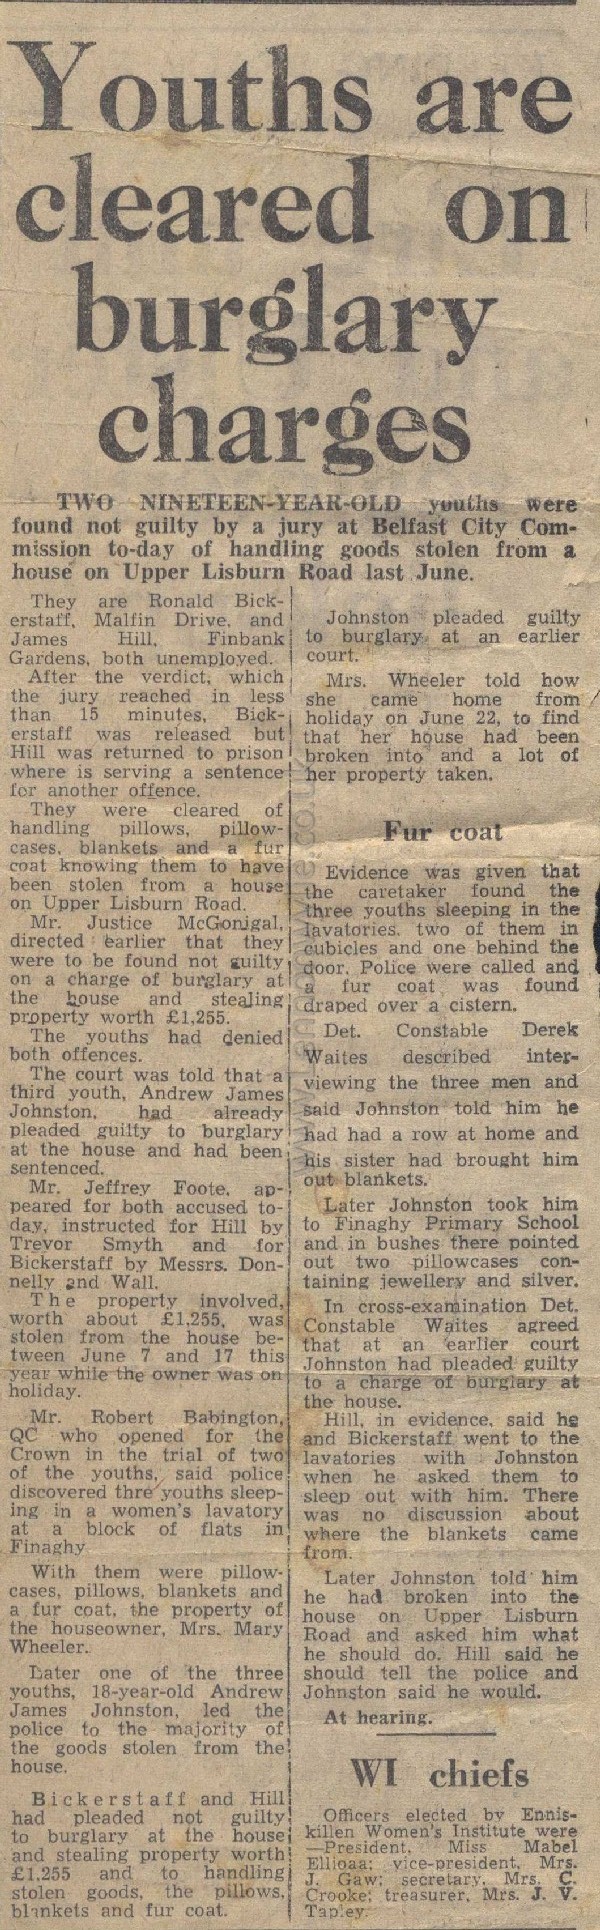 Youths are
cleared on
burglary
charges
TWO NINETEEN-YEAR-OLD youths were
found not guilty by a jury at Belfast City Com-
mission to-day of handling goods stolen from a
house on Upper Lisburn Road last June.
They are Ronald Bick-
erstaff, Malfin Drive, and
James Hill, Finbank
Gardens, both unemployed.
After the verdict, which
the jury reached in less
than 15 minutes, Bick-
erstaff was released but
Hill was returned to prison
where is serving a sentence
for another offence.
They were cleared of
handling pillows, pillow-
cases, blankets and a fur
coat knowing them to have
been stolen from a house
on Upper Lisburn Road.
Mr. Justice McGonigal,
directed earlier that they
were to be found not guilty
on a charge of burglary at
the house and stealing
property worth £1,255.
The youths had denied
both offences.
The court was told that a
third youth, Andrew James
Johnston, had already
pleaded guilty to burglary
at the house and had been
sentenced.
Mr. Jeffrey Foote, ap-
peared for both accused to-
day, instructed for Hill by
Trevor Smyth and for
Bickerstaff by Messrs. Don-
nelly and Wall.
The property involved,
worth about £1,255, was
stolen from the house be-
tween June 7 and 17 this
year while the owner was on
holiday.
Mr. Robert Babington,
QC who opened for the
Crown in the trial of two
of the youths, said police
discovered thre youths sleep-
ing in a women's lavatory
at a block of flats in
Finaghy
With them were pillow-
cases, pillows, blankets and
a fur coat, the property of
the houseowner, Mrs. Mary
Wheeler.
Later one of the three
youths, 18-year-old Andrew
James Johnston, led the
police to the majority of
the goods stolen from the
house.
Bickerstaff and Hill
had pleaded not guilty
to burglary at the house
and stealing property worth
£1,255 and to handling
stolen goods, the pillows,
blankets and fur coat.
Johnston pleaded guilty
to burglary at an earlier
court.
Mrs. Wheeler told how
she came home from
holiday on June 22, to find
that her house had been
broken into and a lot of
her property taken.
Fur coat
Evidence was given that
the caretaker found the
three youths sleeping in the
lavatories, two of them in
cubicles and one behind the
door. Police were called and
a fur coat was found
draped over a cistern.
Det. Constable Derek
Waites described inter-
viewing the three men and
said Johnston told him he
had had a row at home and
his sister had brought him
out blankets.
Later Johnston took him
to Finaghy Primary School
and in bushes there pointed
out two pillowcases con-
taining jewellery and silver.
In cross-examination Det.
Constable Waites agreed
that at an earlier court
Johnston had pleaded guilty
to a charge of burglary at
the house.
Hill, in evidence, said he
and Bickerstaff went to the
lavatories with Johnston
when he asked them to
sleep out with him. There
was no discussion about
where the blankets came
from.
Later Johnston told him
he had broken into the
house on Upper Lisburn
Road and asked him what
he should do. Hill said he
should tell the police and
Johnston said he would.
At hearing.
WI chiefs
Officers elected by Ennis-
killen Women's Institute were
—President, Miss Mabel
Ellioaa; vice-president, Mrs.
J. Gaw; secretary, Mrs. C.
Crooke; treasurer, Mrs. J. V.
Tapley.